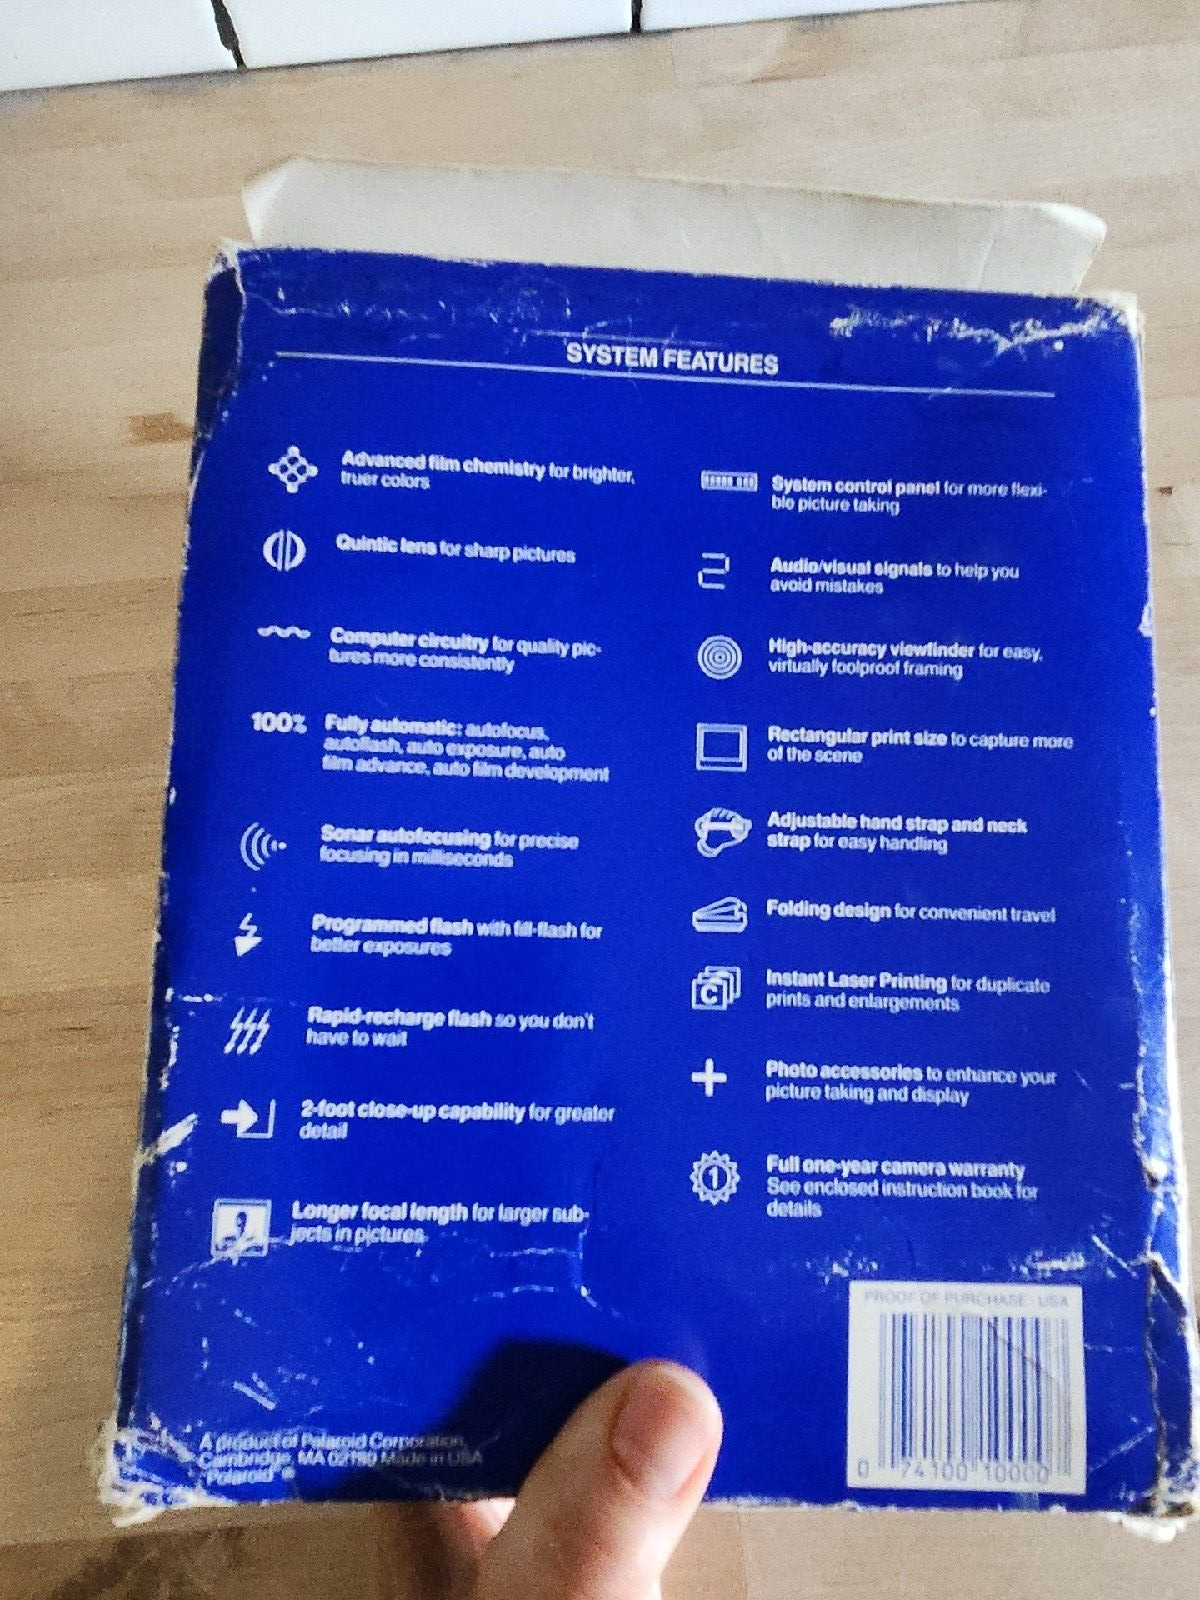 SYSTEM FEATURES
Advanced film chemistry for brighter,
truer colors
Quintic lens for sharp pictures
Computer circuitry for quality pic-
tures more consistently
100% Fully automatic: autofocus,
autoflash, auto exposure, auto
film advance, auto film development
Sonar autofocusing for precise
focusing in milliseconds
Programmed flash with fill-flash for
better exposures
Rapid-recharge flash so you don't
have to wait
2-foot close-up capability for greater
detail
Longer focal length for larger sub-
jects in pictures
System control panel for more flexi-
ble picture taking
2
Audio/visual signals to help you
avoid mistakes
High-accuracy viewfinder for easy,
virtually foolproof framing
Rectangular print size to capture more
of the scene
Adjustable hand strap and neck
strap for easy handling
Folding design for convenient travel
C
Instant Laser Printing for duplicate
prints and enlargements
Photo accessories to enhance your
picture taking and display
1
Full one-year camera warranty
See enclosed instruction book for
details
A product of Polaroid Corporation
Cambridge, MA Made in USA
"Polaroid"®
PROOF OF PURCHASE · USA
0 74100 10000